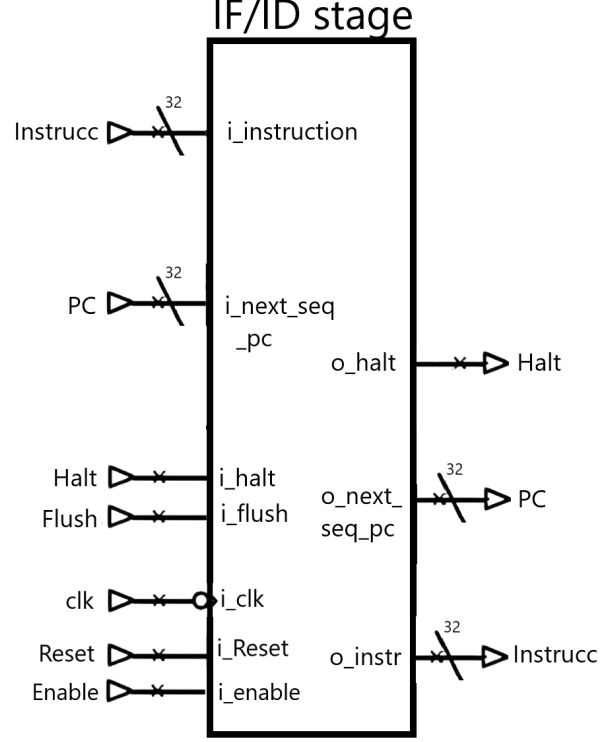 IF/ID stage
32
Instrucc
i_instruction
32
PC
i_next_seq
_pc
o_halt
Halt
Halt
i_halt
Flush
i_flush
32
o_next_
seq_pc
PC
clk
i_clk
32
Reset
i_Reset
o_instr
Instrucc
Enable
i_enable